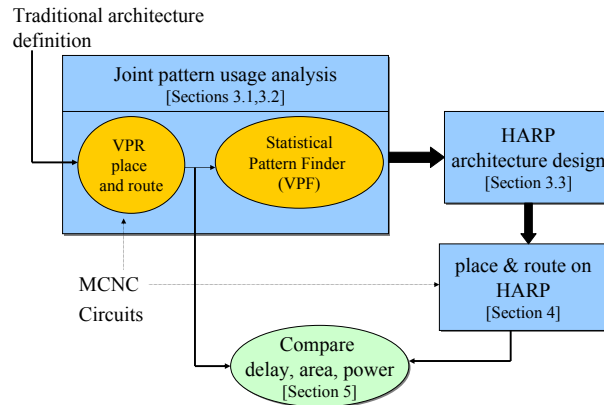 Traditional architecture
definition
Joint pattern usage analysis
[Sections 3.1,3.2]
VPR
place
and route
Statistical
Pattern Finder
(VPF)
HARP
architecture design
[Section 3.3]
place & route on
HARP
[Section 4]
MCNC
Circuits
Compare
delay, area, power
[Section 5]